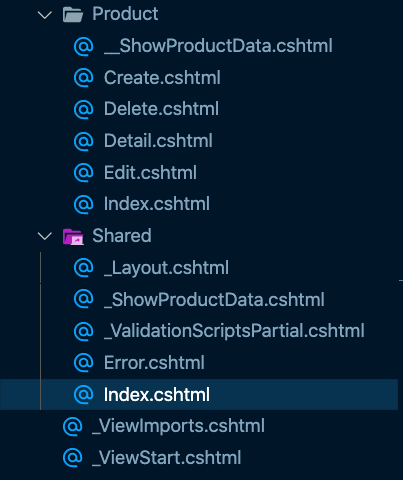 Product
@ __ShowProductData.cshtml
@ Create.cshtml
@ Delete.cshtml
@ Detail.cshtml
@ Edit.cshtml
@ Index.cshtml
Shared
@ _Layout.cshtml
@ _ShowProductData.cshtml
@ _ValidationScriptsPartial.cshtml
@ Error.cshtml
@ Index.cshtml
@ _ViewImports.cshtml
@ _ViewStart.cshtml